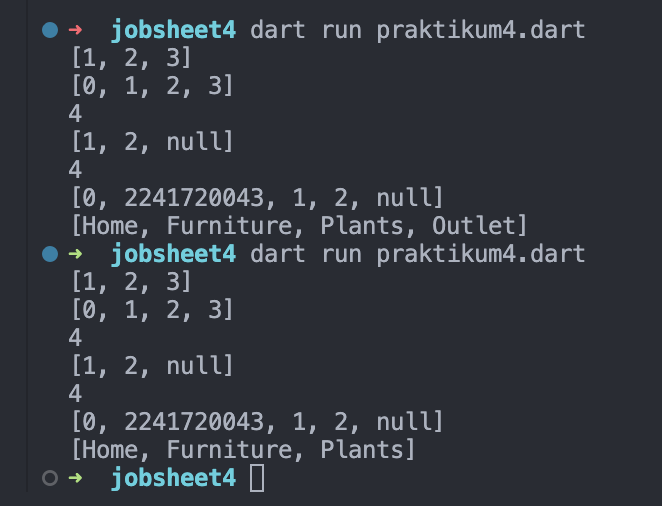 ➜ jobsheet4 dart run praktikum4.dart
[1, 2, 3]
[0, 1, 2, 3]
4
[1, 2, null]
4
[0, 2241720043, 1, 2, null]
[Home, Furniture, Plants, Outlet]
➜ jobsheet4 dart run praktikum4.dart
[1, 2, 3]
[0, 1, 2, 3]
4
[1, 2, null]
4
[0, 2241720043, 1, 2, null]
[Home, Furniture, Plants]
➜ jobsheet4